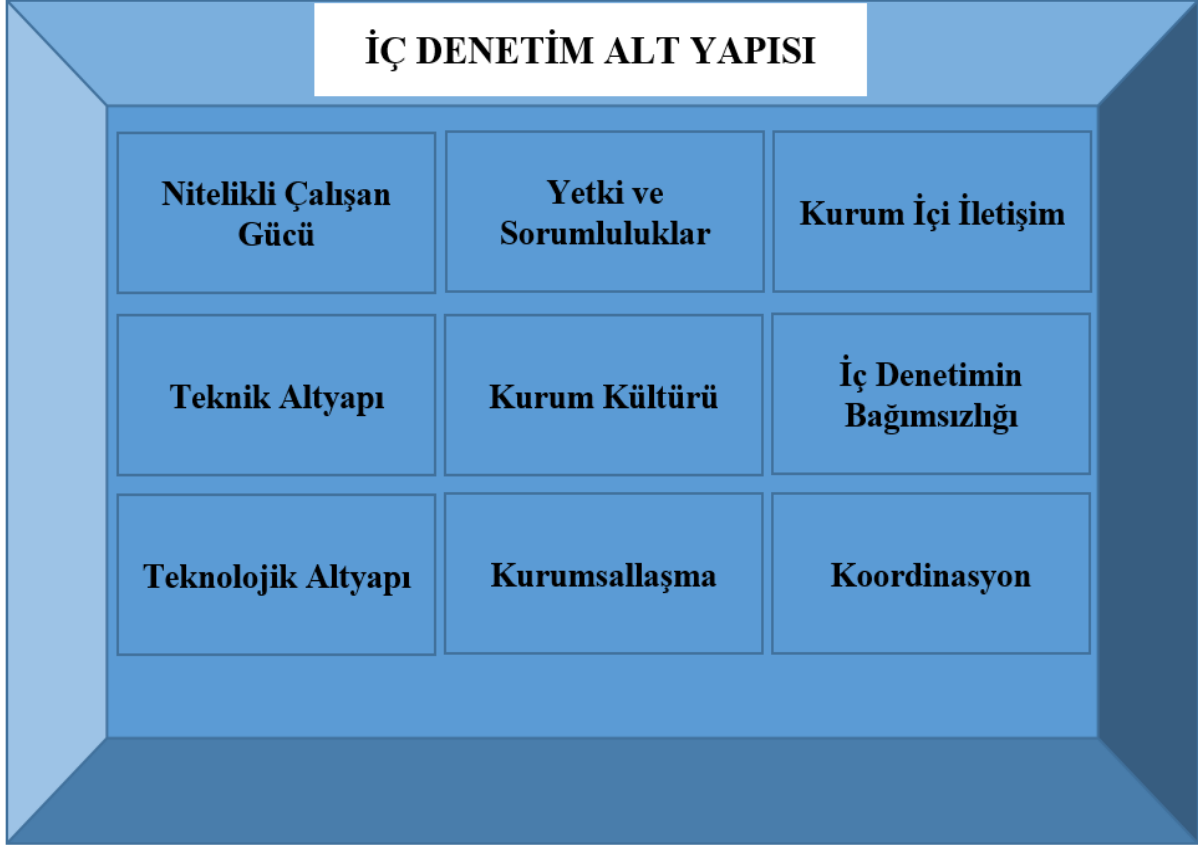 İÇ DENETİM ALT YAPISI
Nitelikli Çalışan
Gücü
Yetki ve
Sorumluluklar
Kurum İçi İletişim
Teknik Altyapı
Kurum Kültürü
İç Denetimin
Bağımsızlığı
Teknolojik Altyapı
Kurumsallaşma
Koordinasyon